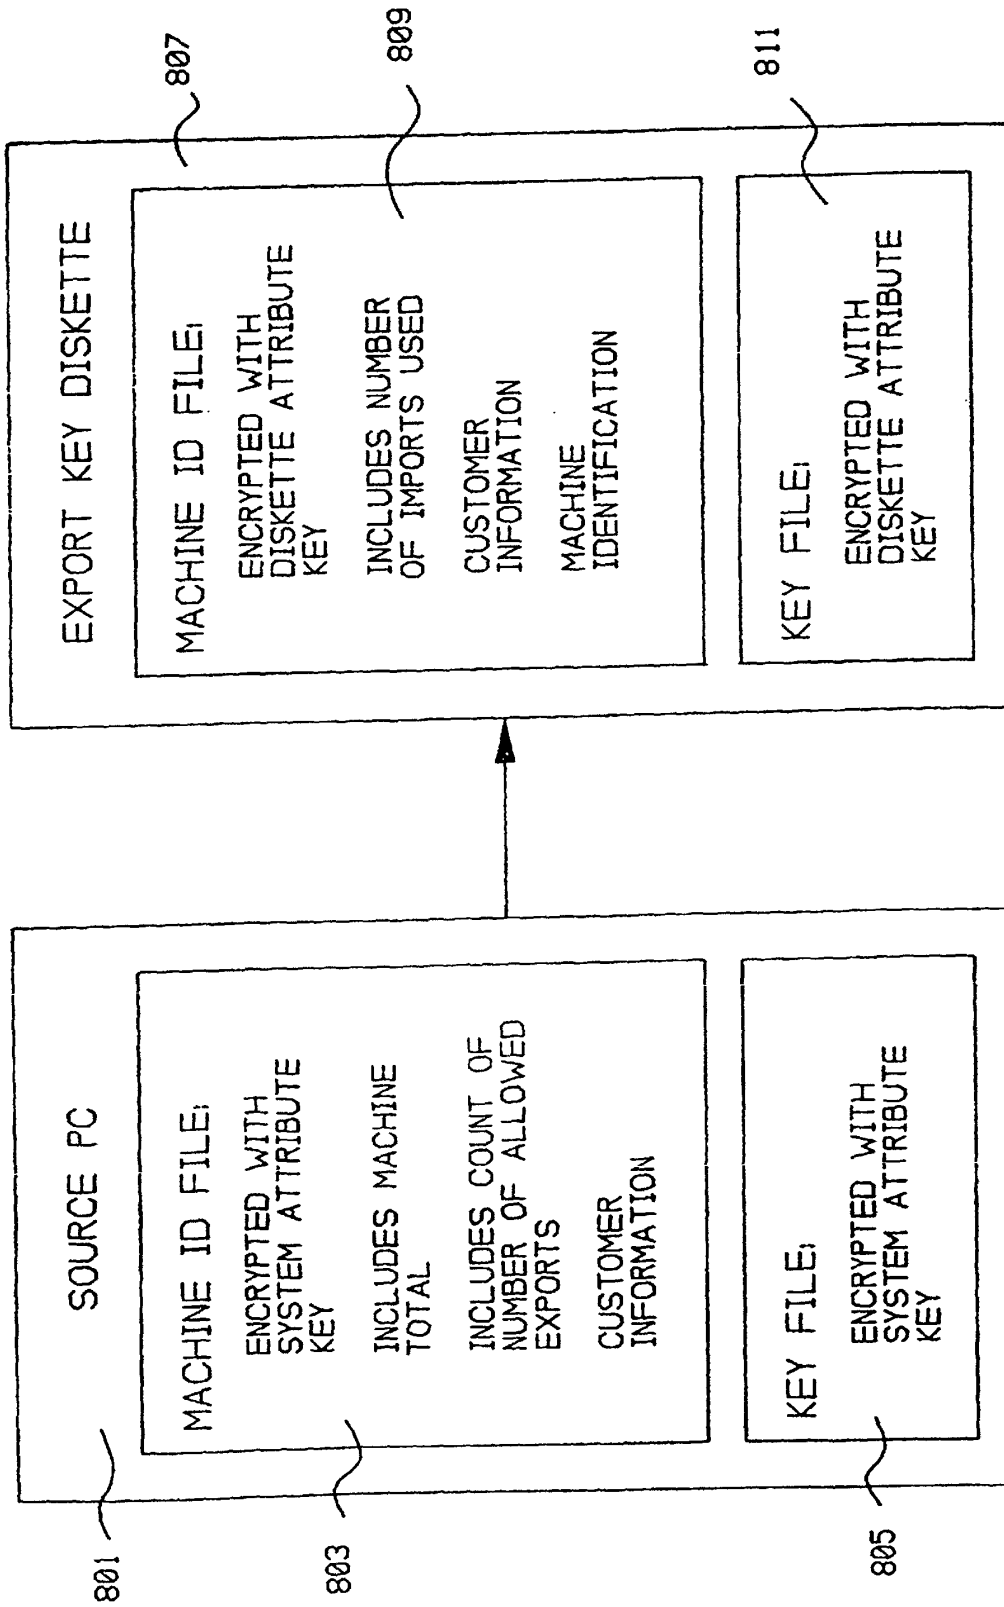 801
SOURCE PC
803
MACHINE ID FILE:
ENCRYPTED WITH
SYSTEM ATTRIBUTE
KEY
INCLUDES MACHINE
TOTAL
INCLUDES COUNT OF
NUMBER OF ALLOWED
EXPORTS
CUSTOMER
INFORMATION
805
KEY FILE:
ENCRYPTED WITH
SYSTEM ATTRIBUTE
KEY
EXPORT KEY DISKETTE
807
MACHINE ID FILE:
ENCRYPTED WITH
DISKETTE ATTRIBUTE
KEY
INCLUDES NUMBER
OF IMPORTS USED
CUSTOMER
INFORMATION
MACHINE
IDENTIFICATION
809
KEY FILE:
ENCRYPTED WITH
DISKETTE ATTRIBUTE
KEY
811